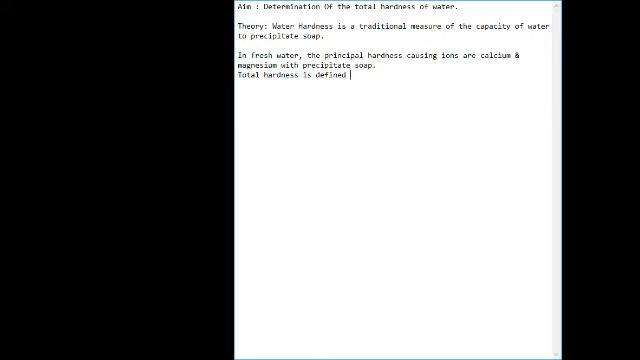 Aim : Determination Of the total hardness of water.
Theory: Water Hardness is a traditional measure of the capacity of water
to precipitate soap.
In fresh water, the principal hardness causing ions are calcium &
magnesium with precipitate soap.
Total hardness is defined